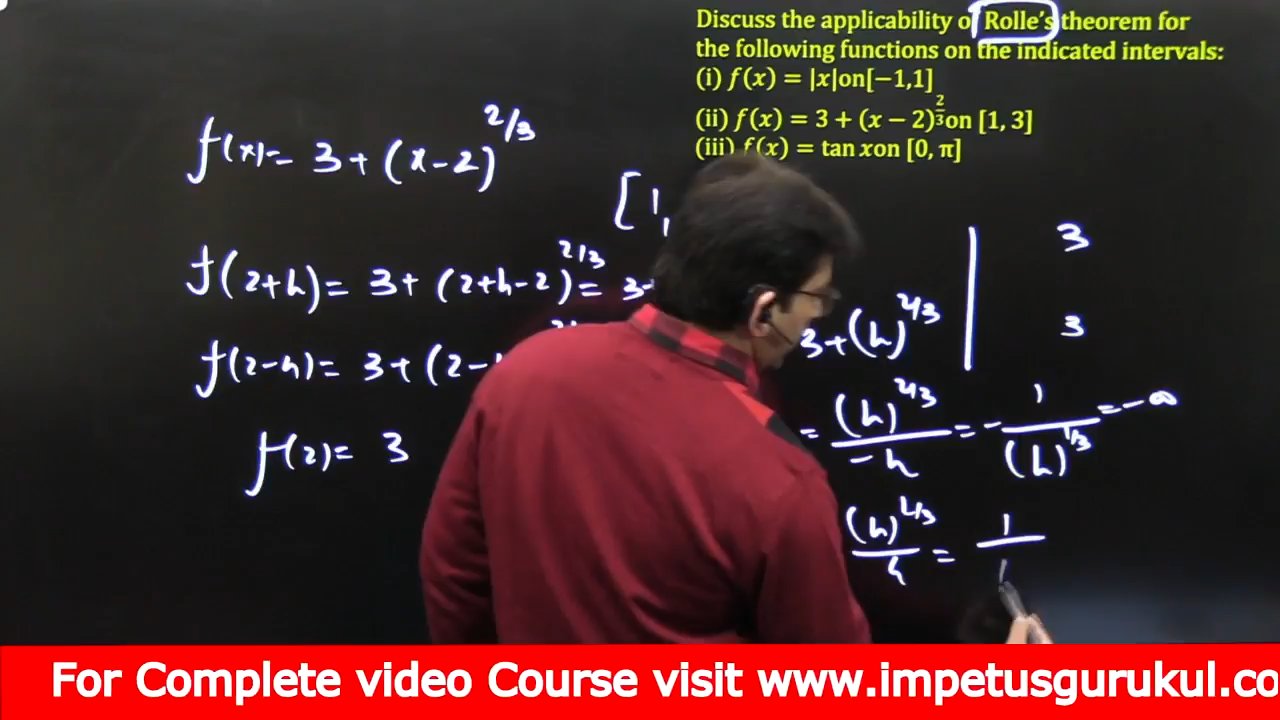 Discuss the applicability of Rolle's theorem for
the following functions on the indicated intervals:
(i) f(x) = |x|on[−1,1]
(ii) f(x) = 3 + (x − 2)^2/3 on [1, 3]
(iii) f(x) = tan x on [0, π]
f(x)= 3 + (x-2)^2/3
[1,
f(2+h)= 3+ (2+h-2)^2/3 = 3+
3
f(2-h)= 3+ (2-
3+(h)^2/3
3
f(2)= 3
= (h)^2/3 / -h = - 1/(h)^1/3 = -∞
(h)^2/3 / h = 1/
For Complete video Course visit www.impetusgurukul.co